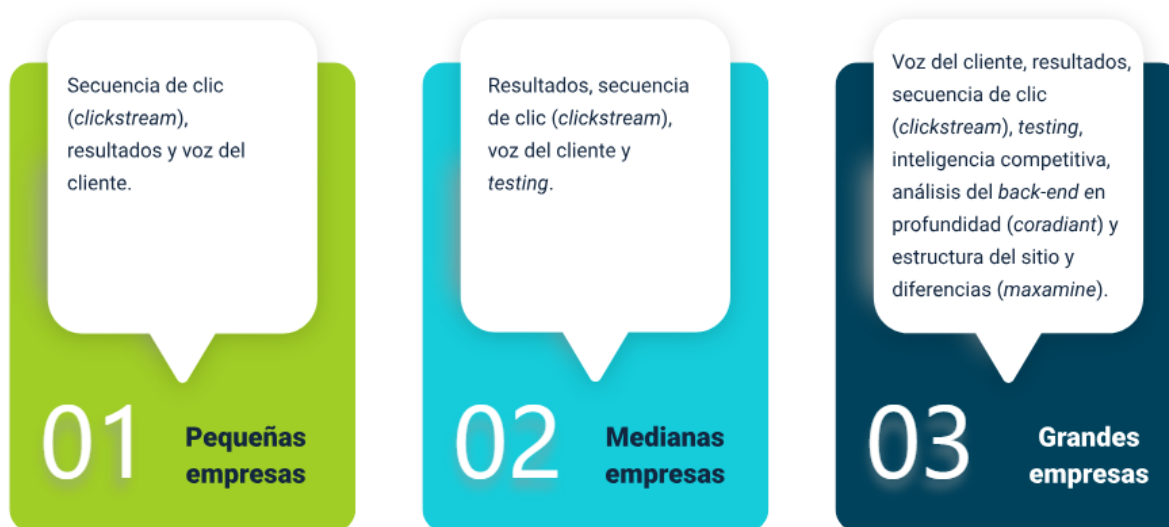 Secuencia de clic
(clickstream),
resultados y voz del
cliente.
01
Pequeñas
empresas
Resultados, secuencia
de clic (clickstream),
voz del cliente y
testing.
02
Medianas
empresas
Voz del cliente, resultados,
secuencia de clic
(clickstream), testing,
inteligencia competitiva,
análisis del back-end en
profundidad (coradiant) y
estructura del sitio y
diferencias (maxamine).
03
Grandes
empresas